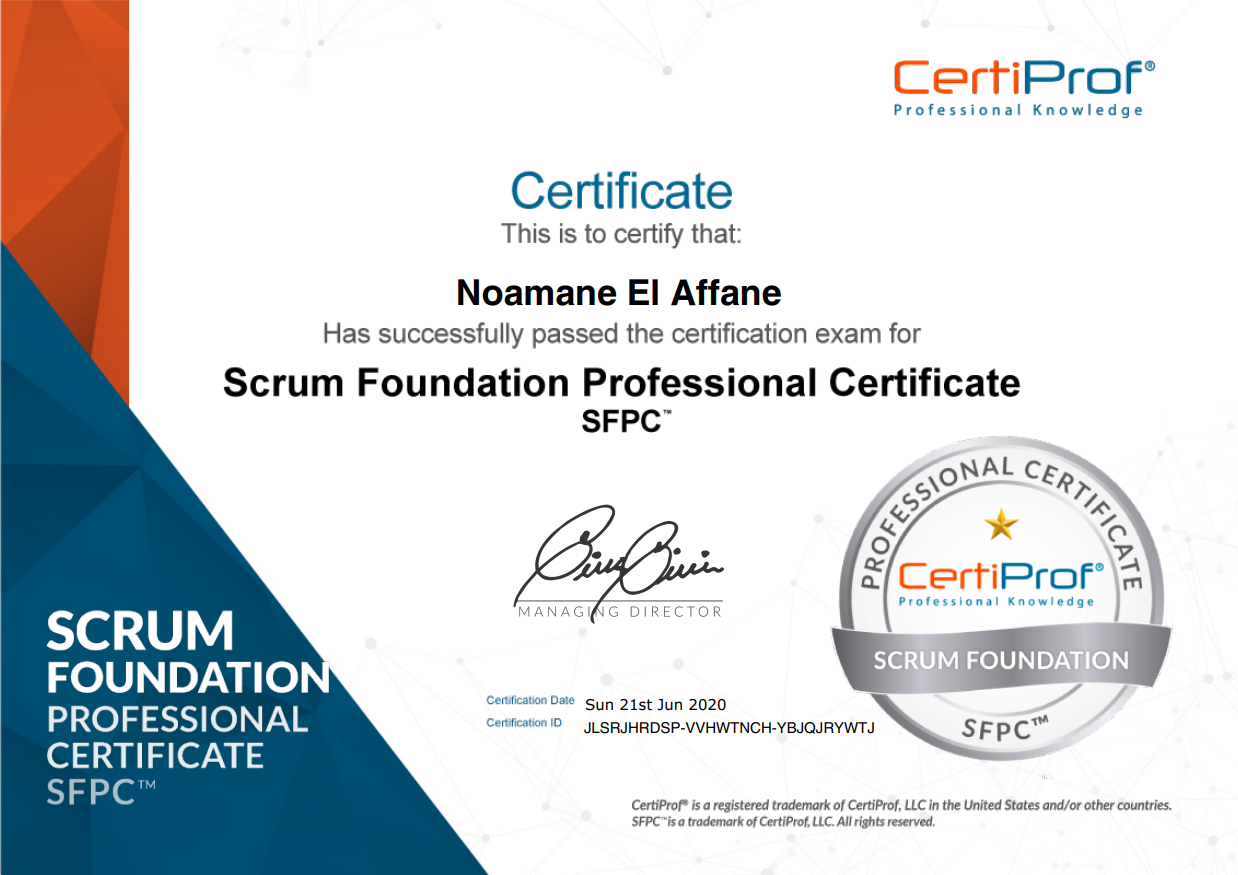 CertiProf®
Professional Knowledge
Certificate
This is to certify that:
Noamane El Affane
Has successfully passed the certification exam for
Scrum Foundation Professional Certificate
SFPC™
MANAGING DIRECTOR
PROFESSIONAL CERTIFICATE
CertiProf®
Professional Knowledge
SCRUM FOUNDATION
SFPC™
SCRUM
FOUNDATION
PROFESSIONAL
CERTIFICATE
SFPC™
Certification Date Sun 21st Jun 2020
Certification ID JLSRJHRDSP-VVHWTNCH-YBJQJRYWTJ
CertiProf® is a registered trademark of CertiProf, LLC in the United States and/or other countries.
SFPC™is a trademark of CertiProf, LLC. All rights reserved.